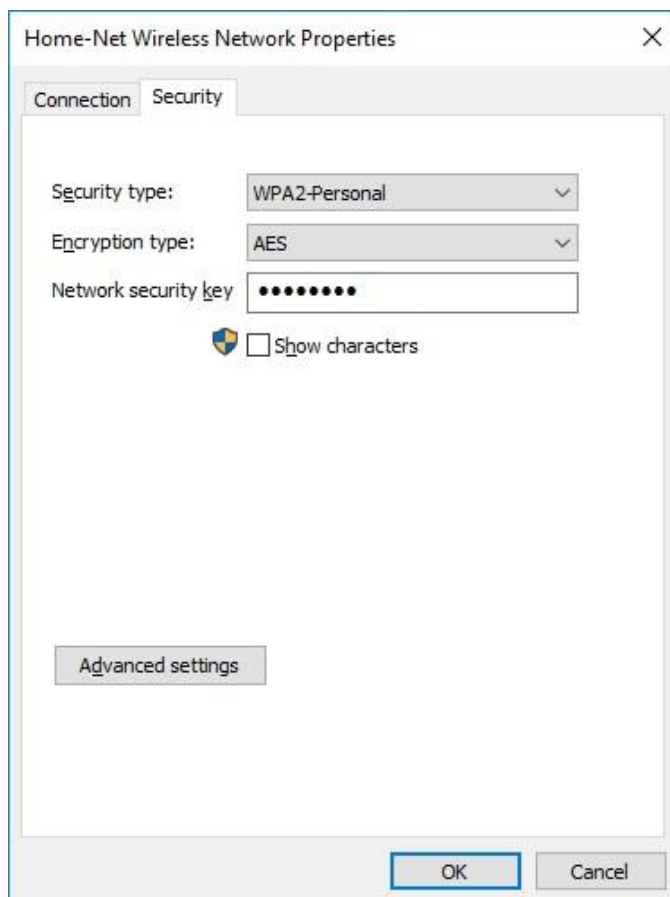 Home-Net Wireless Network Properties
Connection Security
Security type: WPA2-Personal
Encryption type: AES
Network security key ●●●●●●●●
Show characters
Advanced settings
OK Cancel